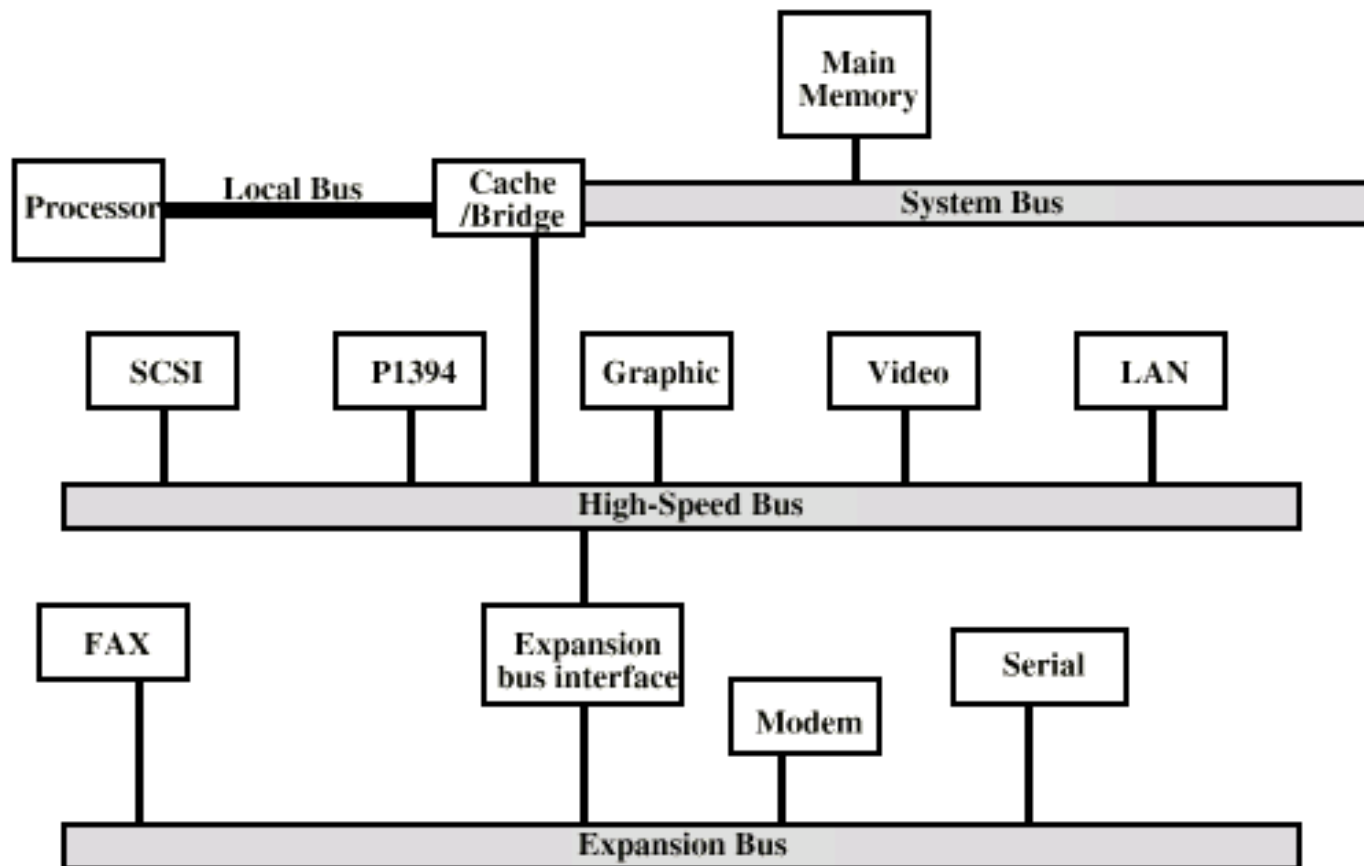 Main
Memory
Processor
Local Bus
Cache
/Bridge
System Bus
SCSI
P1394
Graphic
Video
LAN
High-Speed Bus
FAX
Expansion
bus interface
Modem
Serial
Expansion Bus